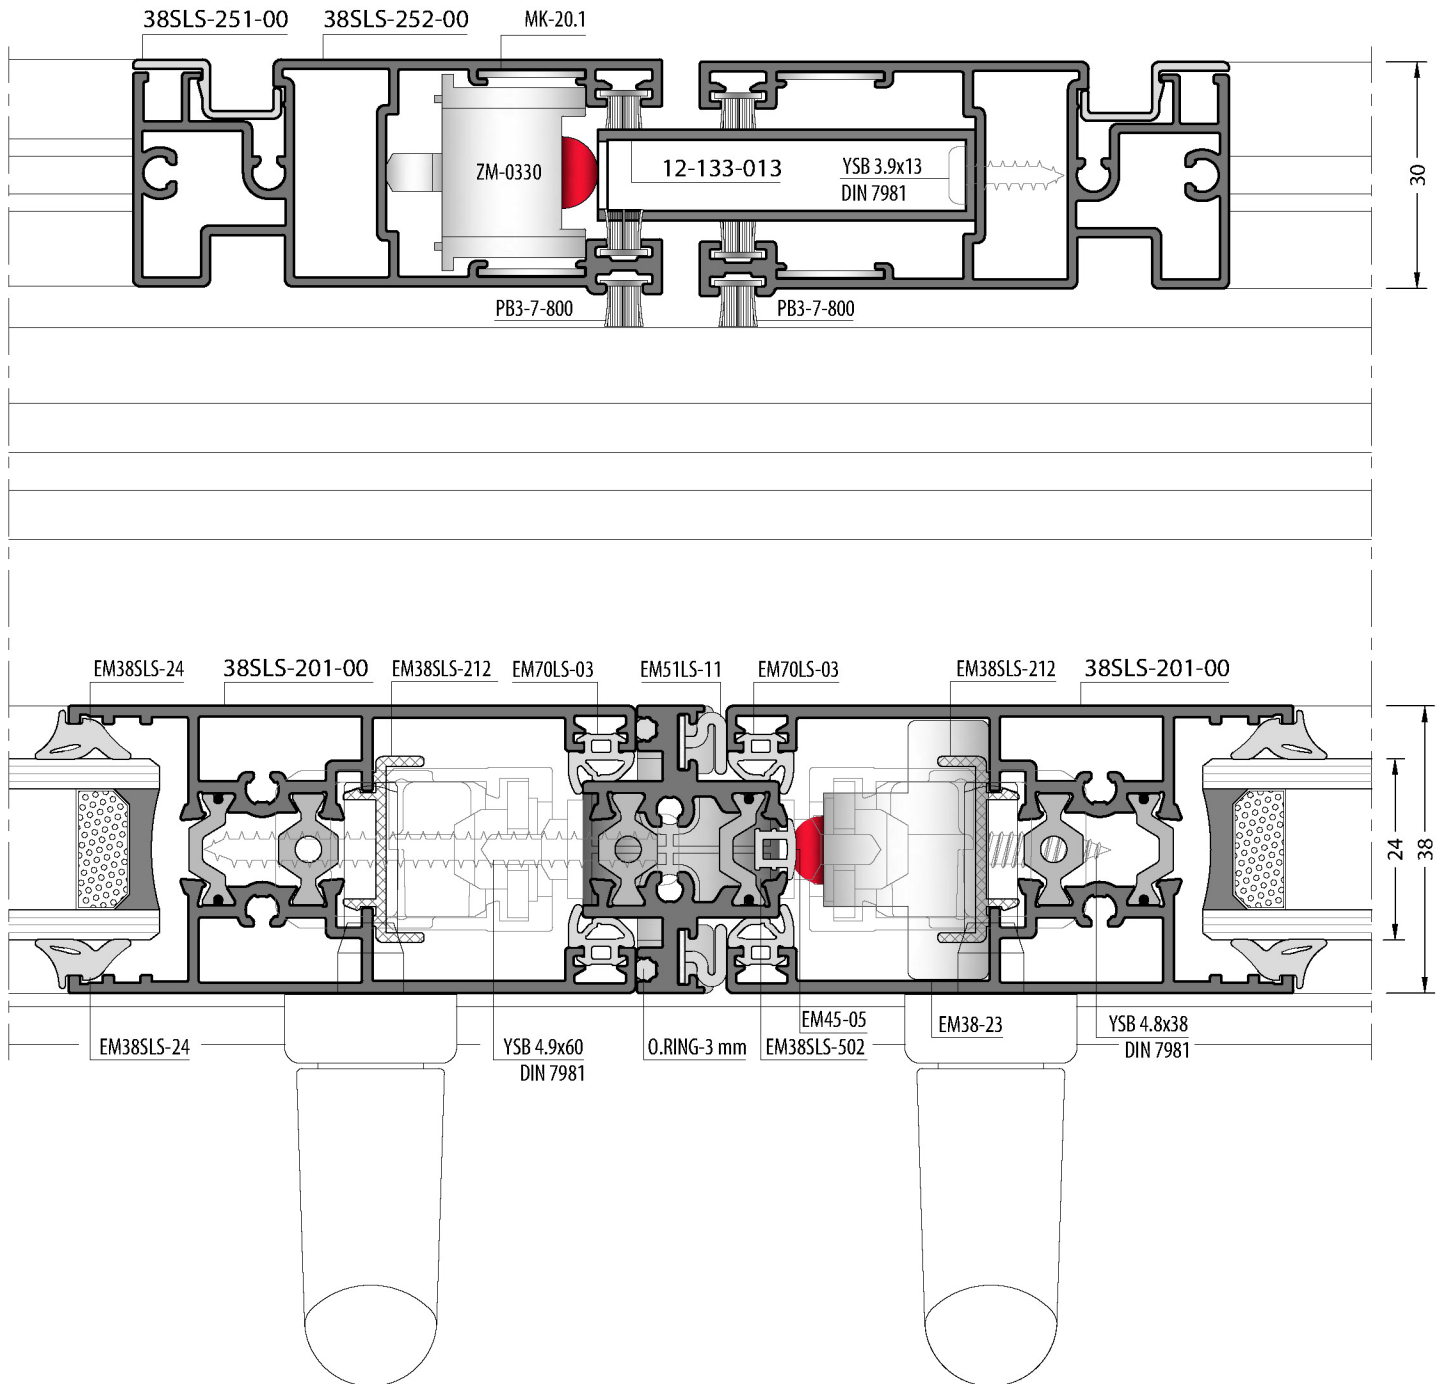 38SLS-251-00 38SLS-252-00 MK-20.1
ZM-0330 12-133-013 YSB 3.9x13
DIN 7981
30
PB3-7-800 PB3-7-800
EM38SLS-24 38SLS-201-00 EM38SLS-212 EM70LS-03 EM51LS-11 EM70LS-03 EM38SLS-212 38SLS-201-00
24
38
EM38SLS-24 YSB 4.9x60 O.RING-3 mm EM38SLS-502 EM45-05 EM38-23 YSB 4.8x38
DIN 7981 DIN 7981